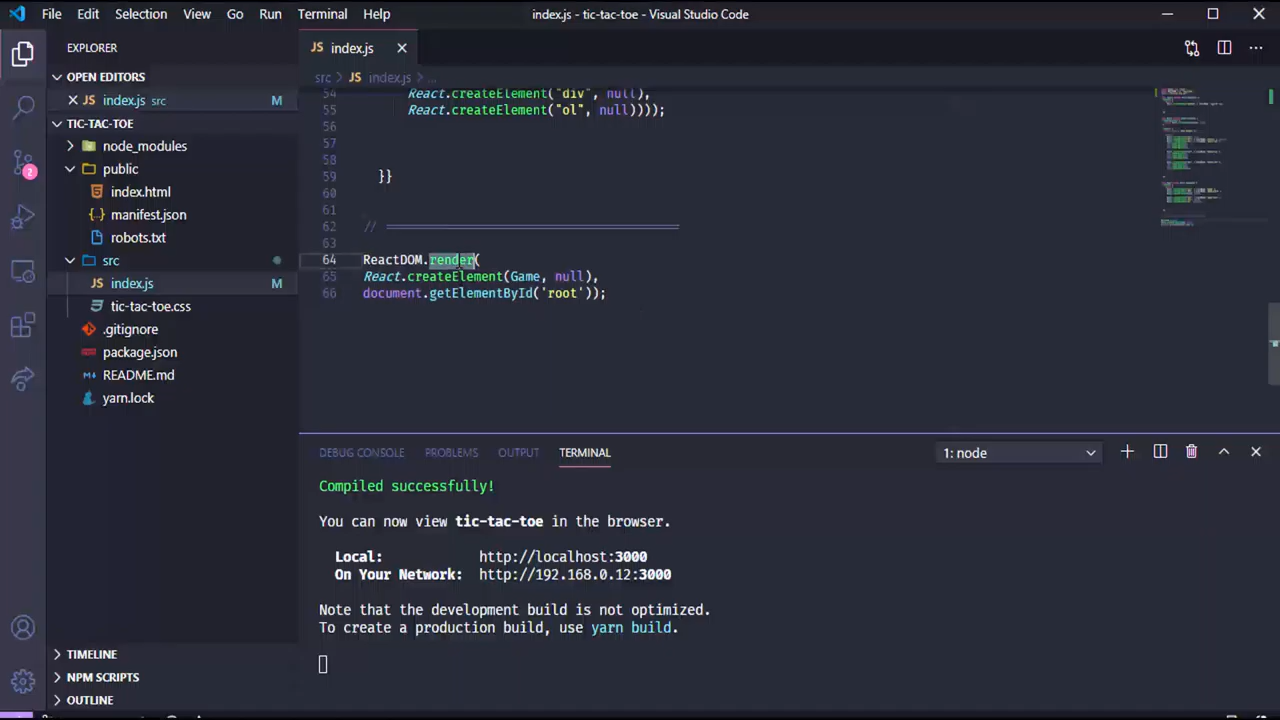 File Edit Selection View Go Run Terminal Help
index.js - tic-tac-toe - Visual Studio Code
EXPLORER
OPEN EDITORS
JS index.js src M
TIC-TAC-TOE
node_modules
public
index.html
{..} manifest.json
robots.txt
src
JS index.js M
tic-tac-toe.css
.gitignore
package.json
README.md
yarn.lock
TIMELINE
NPM SCRIPTS
OUTLINE
2
JS index.js
src > JS index.js > ...
54 React.createElement("div", null),
55 React.createElement("ol", null))));
56
57
58
59 }}
60
61
62 // ========================================
63
64 ReactDOM.render(
65 React.createElement(Game, null),
66 document.getElementById('root'));
DEBUG CONSOLE PROBLEMS OUTPUT TERMINAL
1: node
Compiled successfully!
You can now view tic-tac-toe in the browser.
Local: http://localhost:3000
On Your Network: http://192.168.0.12:3000
Note that the development build is not optimized.
To create a production build, use yarn build.